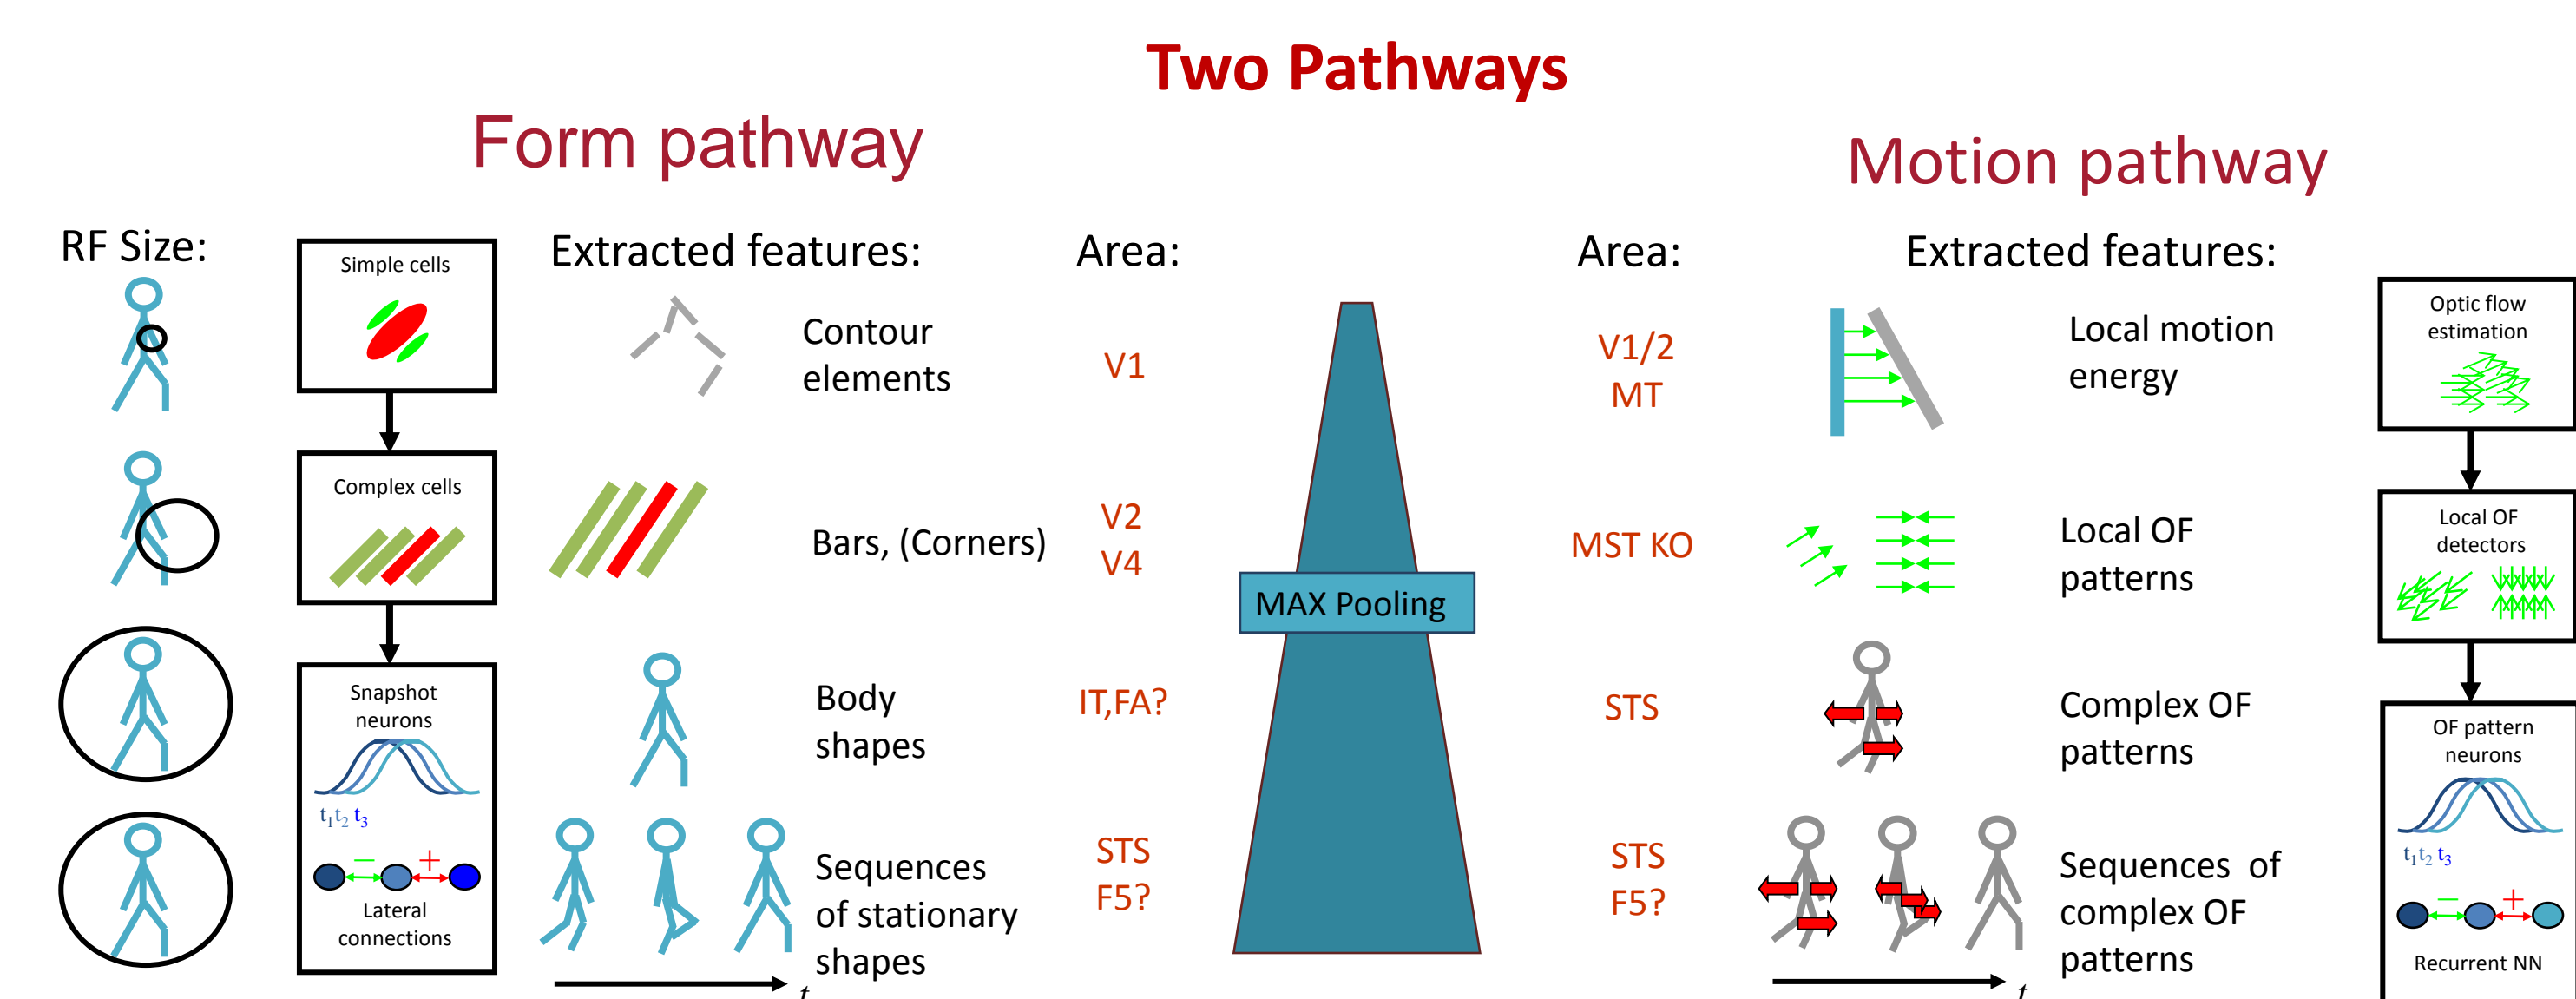 Two Pathways
Form pathway
Motion pathway
RF Size:
Simple cells
Complex cells
Snapshot
neurons
t1 t2 t3
− +
Lateral
connections
Extracted features:
Contour
elements
Bars, (Corners)
Body
shapes
Sequences
of stationary
shapes
t
Area:
V1
V2
V4
IT,FA?
STS
F5?
MAX Pooling
Area:
V1/2
MT
MST KO
STS
STS
F5?
Extracted features:
Local motion
energy
Local OF
patterns
Complex OF
patterns
Sequences of
complex OF
patterns
t
Optic flow
estimation
Local OF
detectors
OF pattern
neurons
t1 t2 t3
− +
Recurrent NN